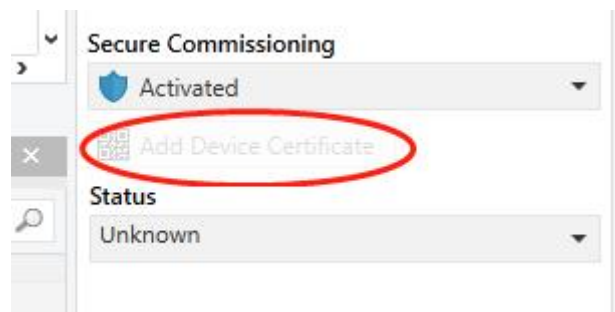 Secure Commissioning
Activated
Add Device Certificate
Status
Unknown